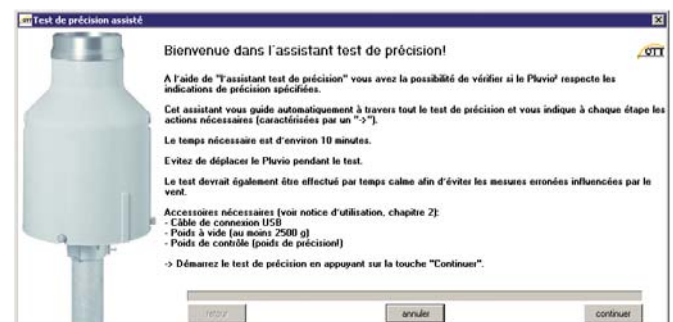 Test de précision assisté
Bienvenue dans l'assistant test de précision!
OTT
A l'aide de "l'assistant test de précision" vous avez la possibilité de vérifier si le Pluvio² respecte les
indications de précision spécifiées.
Cet assistant vous guide automatiquement à travers tout le test de précision et vous indique à chaque étape les
actions nécessaires (caractérisées par un "->").
Le temps nécessaire est d'environ 10 minutes.
Evitez de déplacer le Pluvio pendant le test.
Le test devrait également être effectué par temps calme afin d'éviter les mesures erronées influencées par le
vent.
Accessoires nécessaires (voir notice d'utilisation, chapitre 2):
- Câble de connexion USB
- Poids à vide (au moins 2500 g)
- Poids de contrôle (poids de précision!)
-> Démarrez le test de précision en appuyant sur la touche "Continuer".
retour annuler continuer